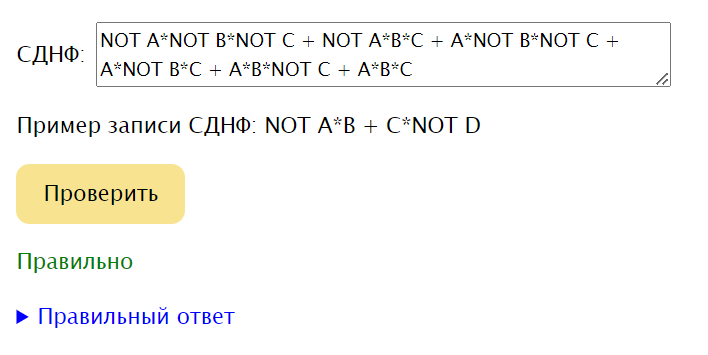 СДНФ: NOT A*NOT B*NOT C + NOT A*B*C + A*NOT B*NOT C +
A*NOT B*C + A*B*NOT C + A*B*C
Пример записи СДНФ: NOT A*B + C*NOT D
Проверить
Правильно
Правильный ответ